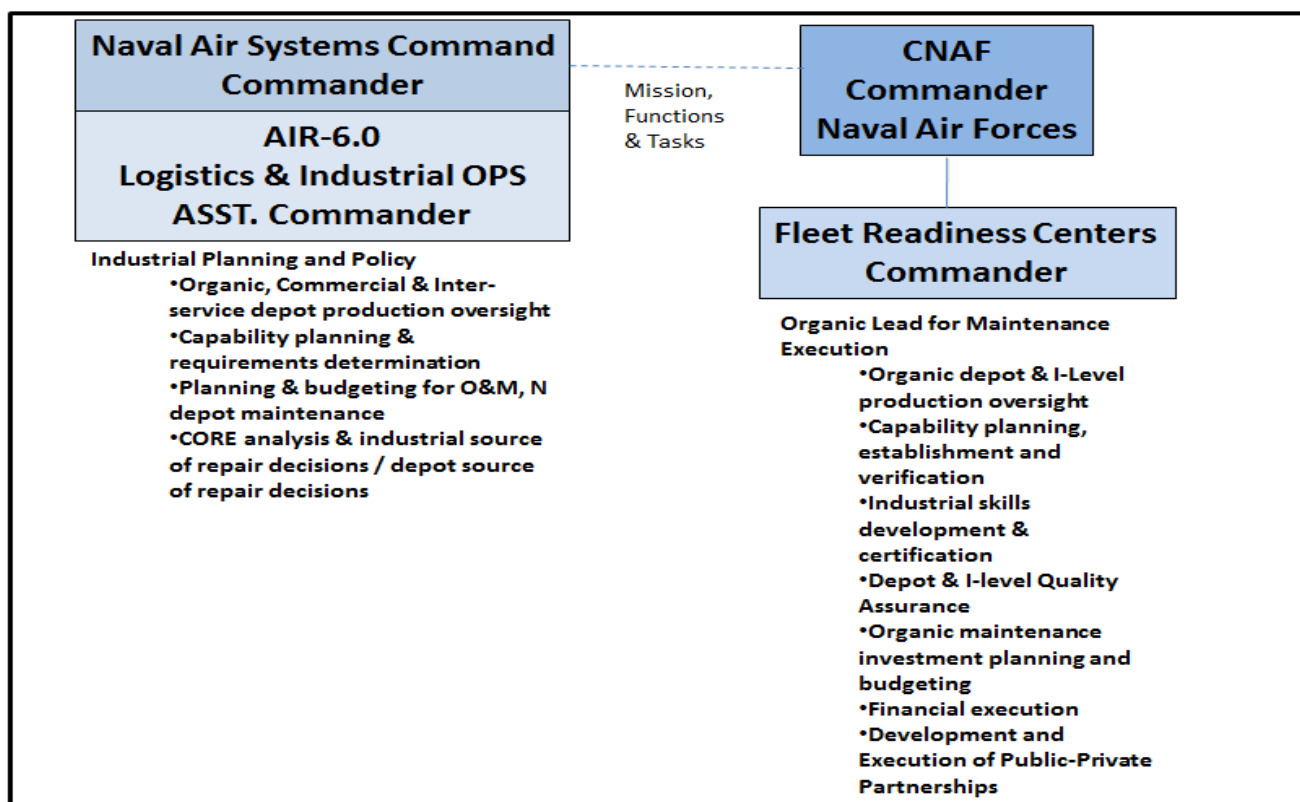 Naval Air Systems Command
Commander
AIR-6.0
Logistics & Industrial OPS
ASST. Commander
Industrial Planning and Policy
•Organic, Commercial & Inter-
service depot production oversight
•Capability planning &
requirements determination
•Planning & budgeting for O&M, N
depot maintenance
•CORE analysis & industrial source
of repair decisions / depot source
of repair decisions
Mission,
Functions
& Tasks
CNAF
Commander
Naval Air Forces
Fleet Readiness Centers
Commander
Organic Lead for Maintenance
Execution
•Organic depot & I-Level
production oversight
•Capability planning,
establishment and
verification
•Industrial skills
development &
certification
•Depot & I-level Quality
Assurance
•Organic maintenance
investment planning and
budgeting
•Financial execution
•Development and
Execution of Public-Private
Partnerships